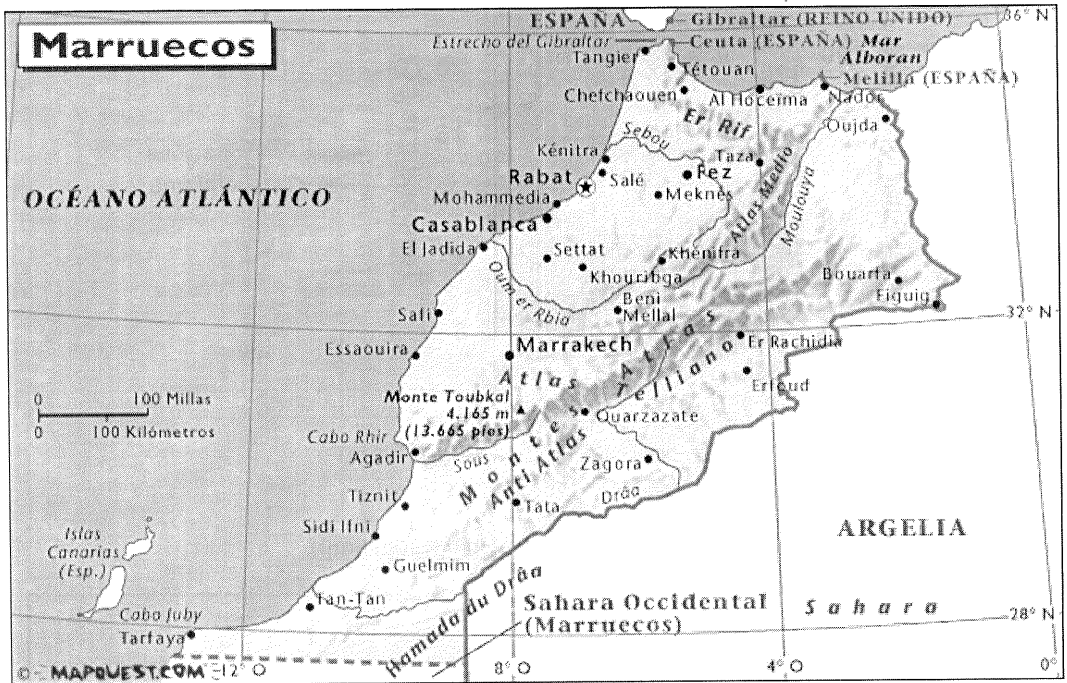 Marruecos
ESPAÑA
Gibraltar (REINO UNIDO)
36° N
Estrecho del Gibraltar
Ceuta (ESPAÑA)
Mar
Alboran
Tangier
Tétouan
Melilla (ESPAÑA)
Chefchaouen
Al Hoceima
Nador
Er Rif
Oujda
Sebou
Kénitra
Taza
Fez
Rabat
Salé
Meknès
OCÉANO ATLÁNTICO
Mohammedia
Atlas Medio
Moulouya
Casablanca
El Jadida
Settat
Khénifra
Khouribga
Bouarfa
Figuig
Oum er Rbia
Beni
Mellal
Safi
32° N
Essaouira
Marrakech
Er Rachidia
Atlas
Atlas
Telliano
Erfoud
0 100 Millas
0 100 Kilómetros
Monte Toubkal
4.165 m
(13.665 pies)
Quarzazate
Cabo Rhir
Agadir
Sous
Montes
Anti Atlas
Zagora
Drâa
Tiznit
Tata
Sidi Ifni
ARGELIA
Islas
Canarias
(Esp.)
Guelmim
Tan-Tan
Hamada du Drâa
Sahara Occidental
(Marruecos)
Sahara
28° N
Cabo Juby
Tarfaya
© MAPQUEST.COM
12° O
8° O
4° O
0°